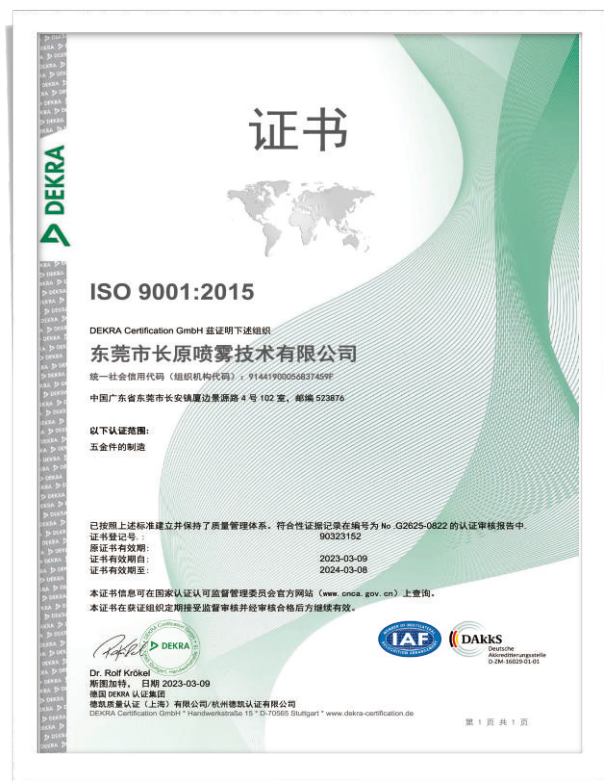 DEKRA
证书
ISO 9001:2015
DEKRA Certification GmbH 兹证明下述组织
东莞市长原喷雾技术有限公司
统一社会信用代码（组织机构代码）: 91441900056837459F
中国广东省东莞市长安镇厦边景源路 4 号 102 室，邮编 523876
以下认证范围:
五金件的制造
已按照上述标准建立并保持了质量管理体系。符合性证据记录在编号为 No .G2625-0822 的认证审核报告中.
证书登记号 : 90323152
原证书有效期:
证书有效期自: 2023-03-09
证书有效期至: 2024-03-08
本证书信息可在国家认证认可监督管理委员会官方网站（www. cnca. gov. cn）上查询。
本证书在获证组织定期接受监督审核并经审核合格后方继续有效。
DEKRA
IAF
DAkkS
Deutsche
Akkreditierungsstelle
D-ZM-16029-01-01
Dr. Rolf Krökel
斯图加特， 日期 2023-03-09
德国 DEKRA 认证集团
德凯质量认证（上海）有限公司/杭州德凯认证有限公司
DEKRA Certification GmbH * Handwerkstraße 15 * D-70565 Stuttgart * www.dekra-certification.de
第 1 页 共 1 页